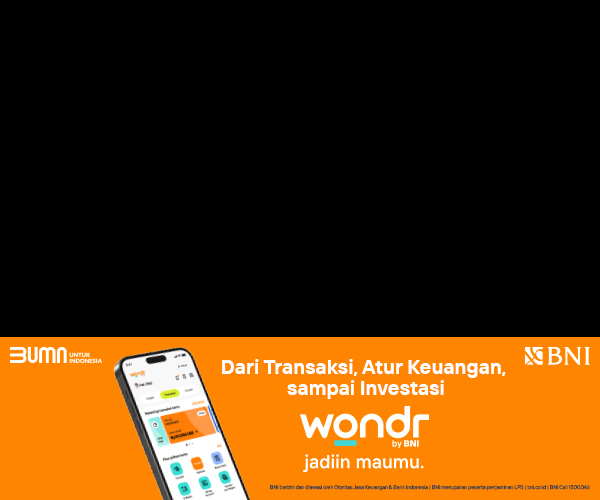 BUMN UNTUK INDONESIA
BNI
Dari Transaksi, Atur Keuangan,
sampai Investasi
wondr
by BNI
jadiin maumu.
wondr
BNI berizin dan diawasi oleh Otoritas Jasa Keuangan & Bank Indonesia | BNI merupakan peserta penjaminan LPS | bni.co.id | BNI Call 1500046